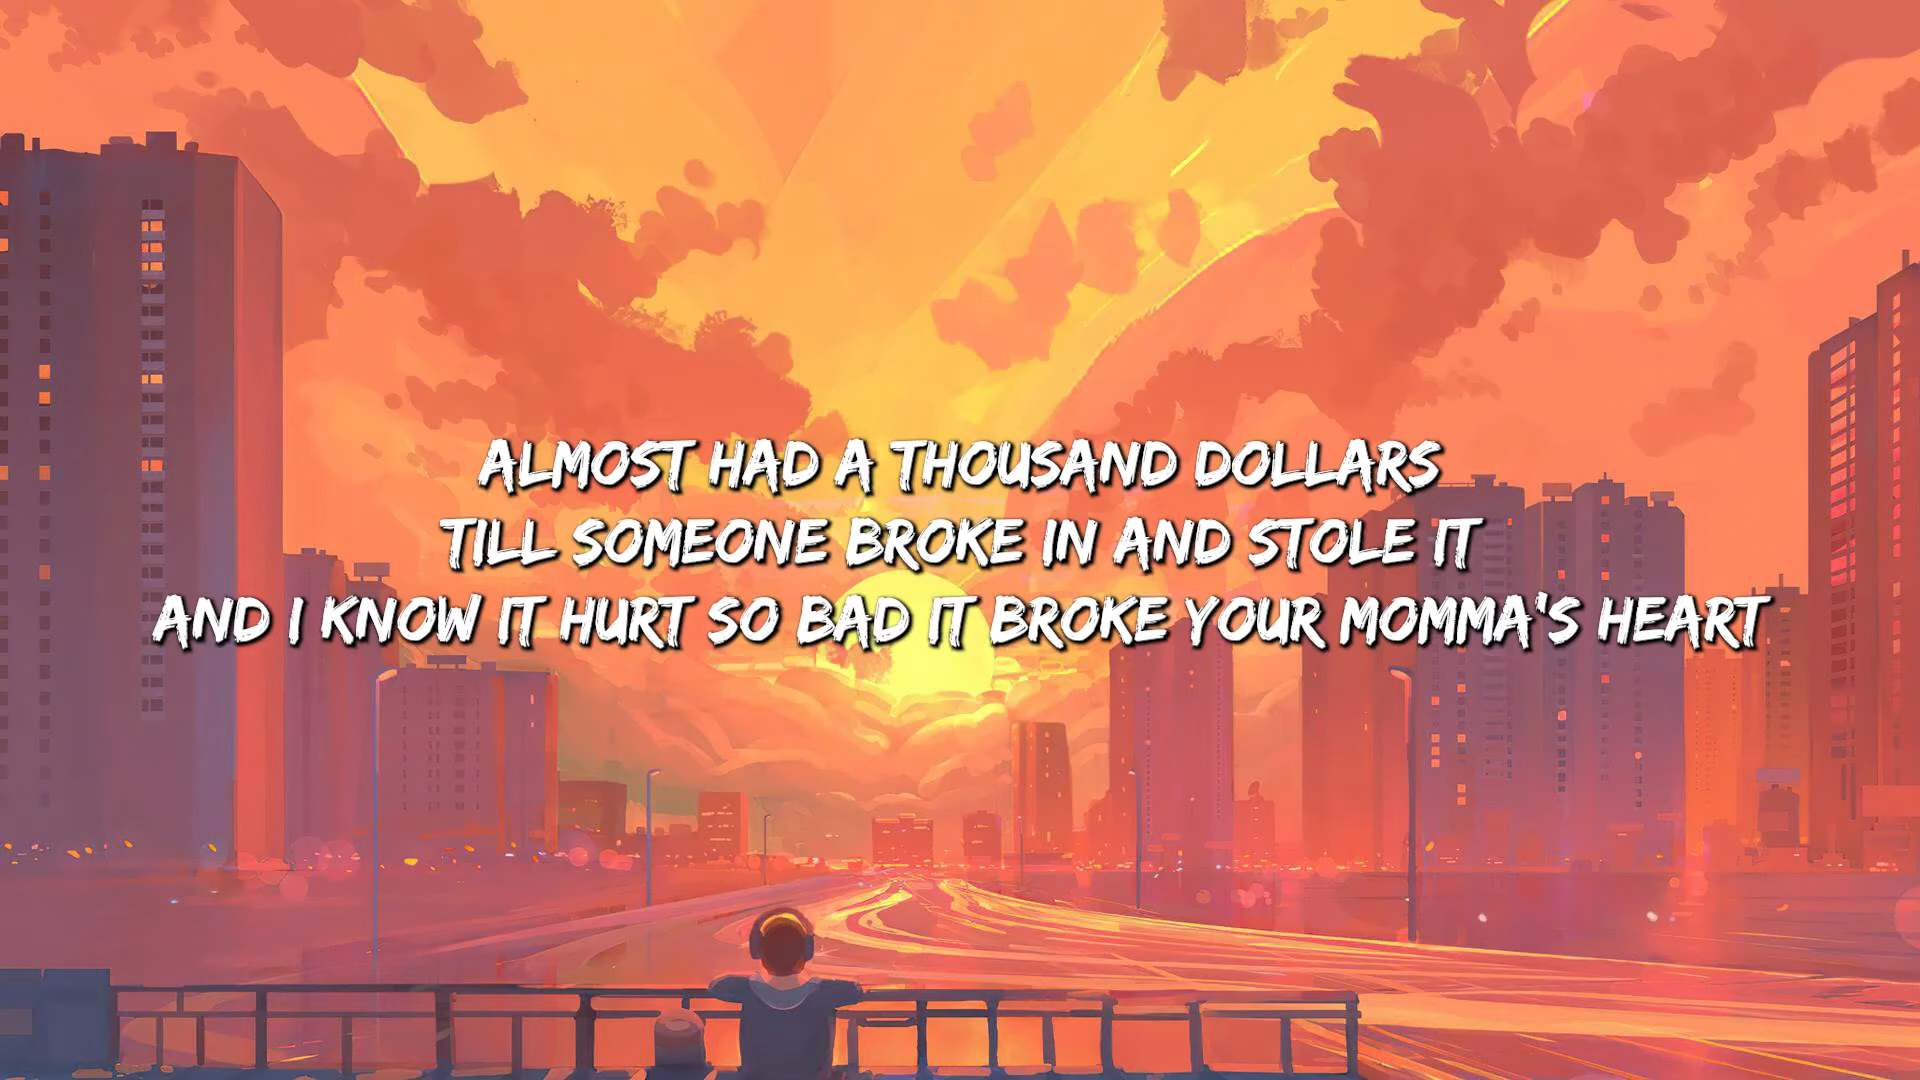 ALMOST HAD A THOUSAND DOLLARS
TILL SOMEONE BROKE IN AND STOLE IT
AND I KNOW IT HURT SO BAD IT BROKE YOUR MOMMA'S HEART